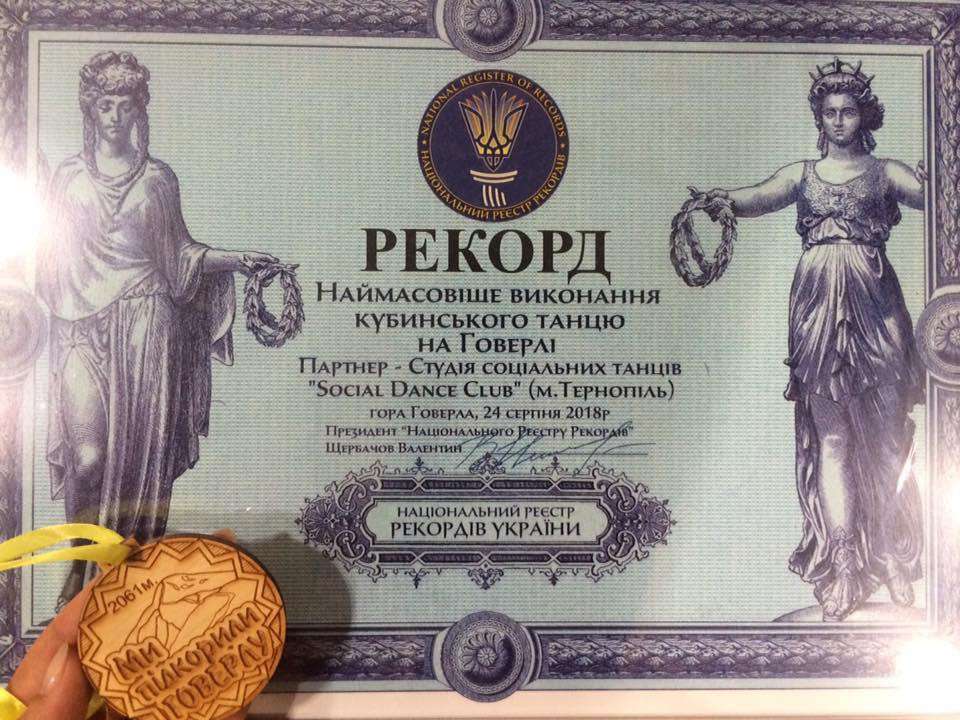 NATIONAL REGISTER OF RECORDS
НАЦІОНАЛЬНИЙ РЕЄСТР РЕКОРДІВ
РЕКОРД
НАЙМАСОВІШЕ ВИКОНАННЯ
КУБИНСЬКОГО ТАНЦЮ
НА ГОВЕРЛІ
ПАРТНЕР - СТУДІЯ СОЦІАЛЬНИХ ТАНЦІВ
"SOCIAL DANCE CLUB" (М.ТЕРНОПІЛЬ)
ГОРА ГОВЕРЛА, 24 СЕРПНЯ 2018Р
ПРЕЗИДЕНТ "НАЦІОНАЛЬНОГО РЕЄСТРУ РЕКОРДІВ"
ЩЕРБАЧОВ ВАЛЕНТИН
НАЦІОНАЛЬНИЙ РЕЄСТР
РЕКОРДІВ УКРАЇНИ
2061м.
МИ
ПІДКОРИЛИ
ГОВЕРЛУ